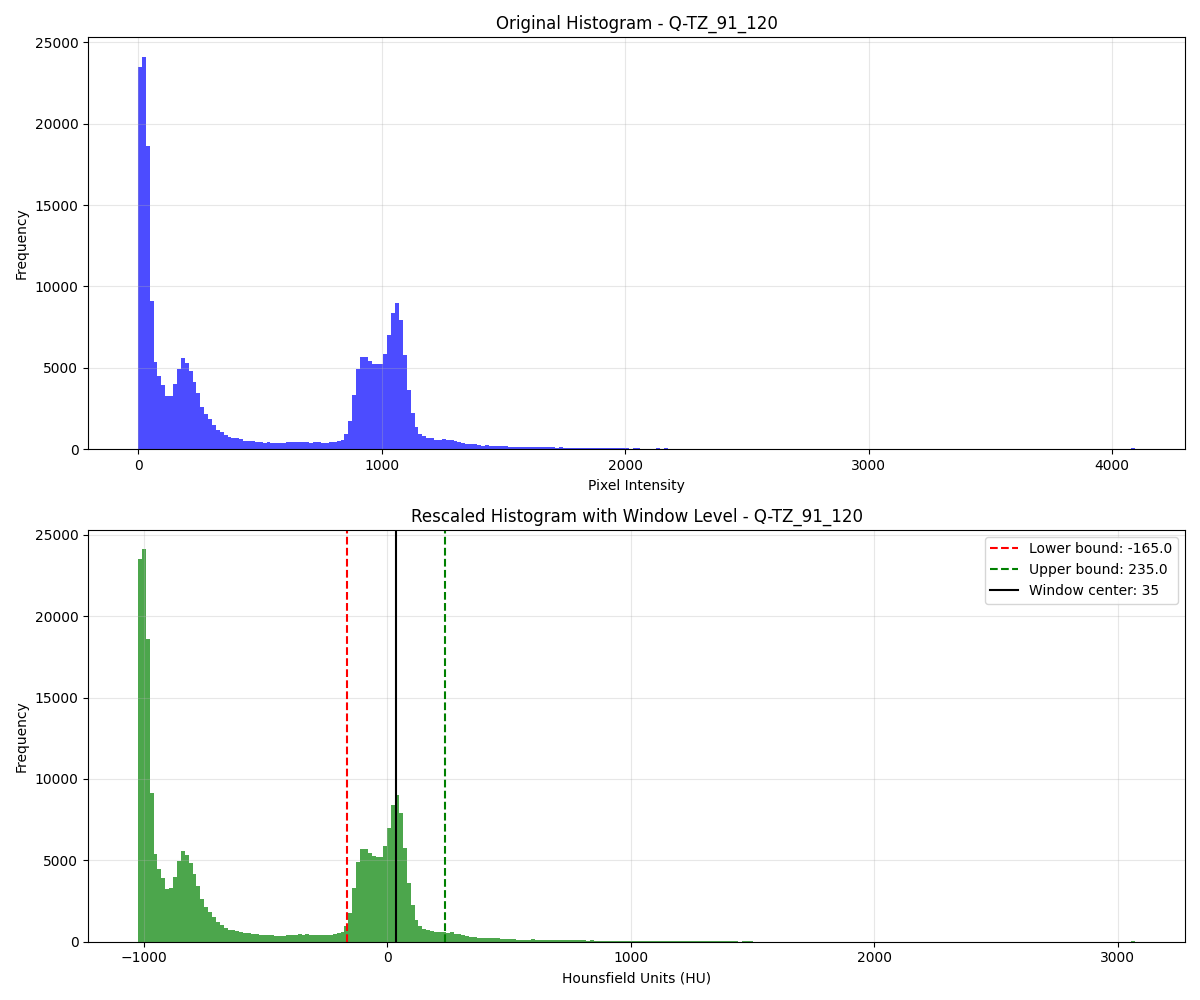 Original Histogram - Q-TZ_91_120
25000
20000
15000
10000
5000
0
Frequency
0 1000 2000 3000 4000
Pixel Intensity
Rescaled Histogram with Window Level - Q-TZ_91_120
Lower bound: -165.0
Upper bound: 235.0
Window center: 35
25000
20000
15000
10000
5000
0
Frequency
−1000 0 1000 2000 3000
Hounsfield Units (HU)